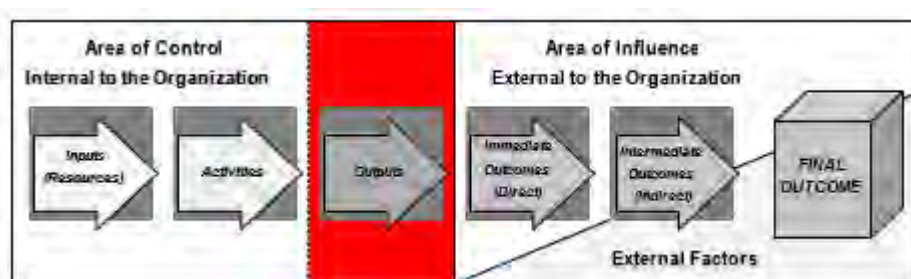 Area of Control
Internal to the Organization
Area of Influence
External to the Organization
Inputs
(Resources)
Activities
Outputs
Immediate
Outcomes
(Direct)
Intermediate
Outcomes
(Indirect)
FINAL
OUTCOME
External Factors